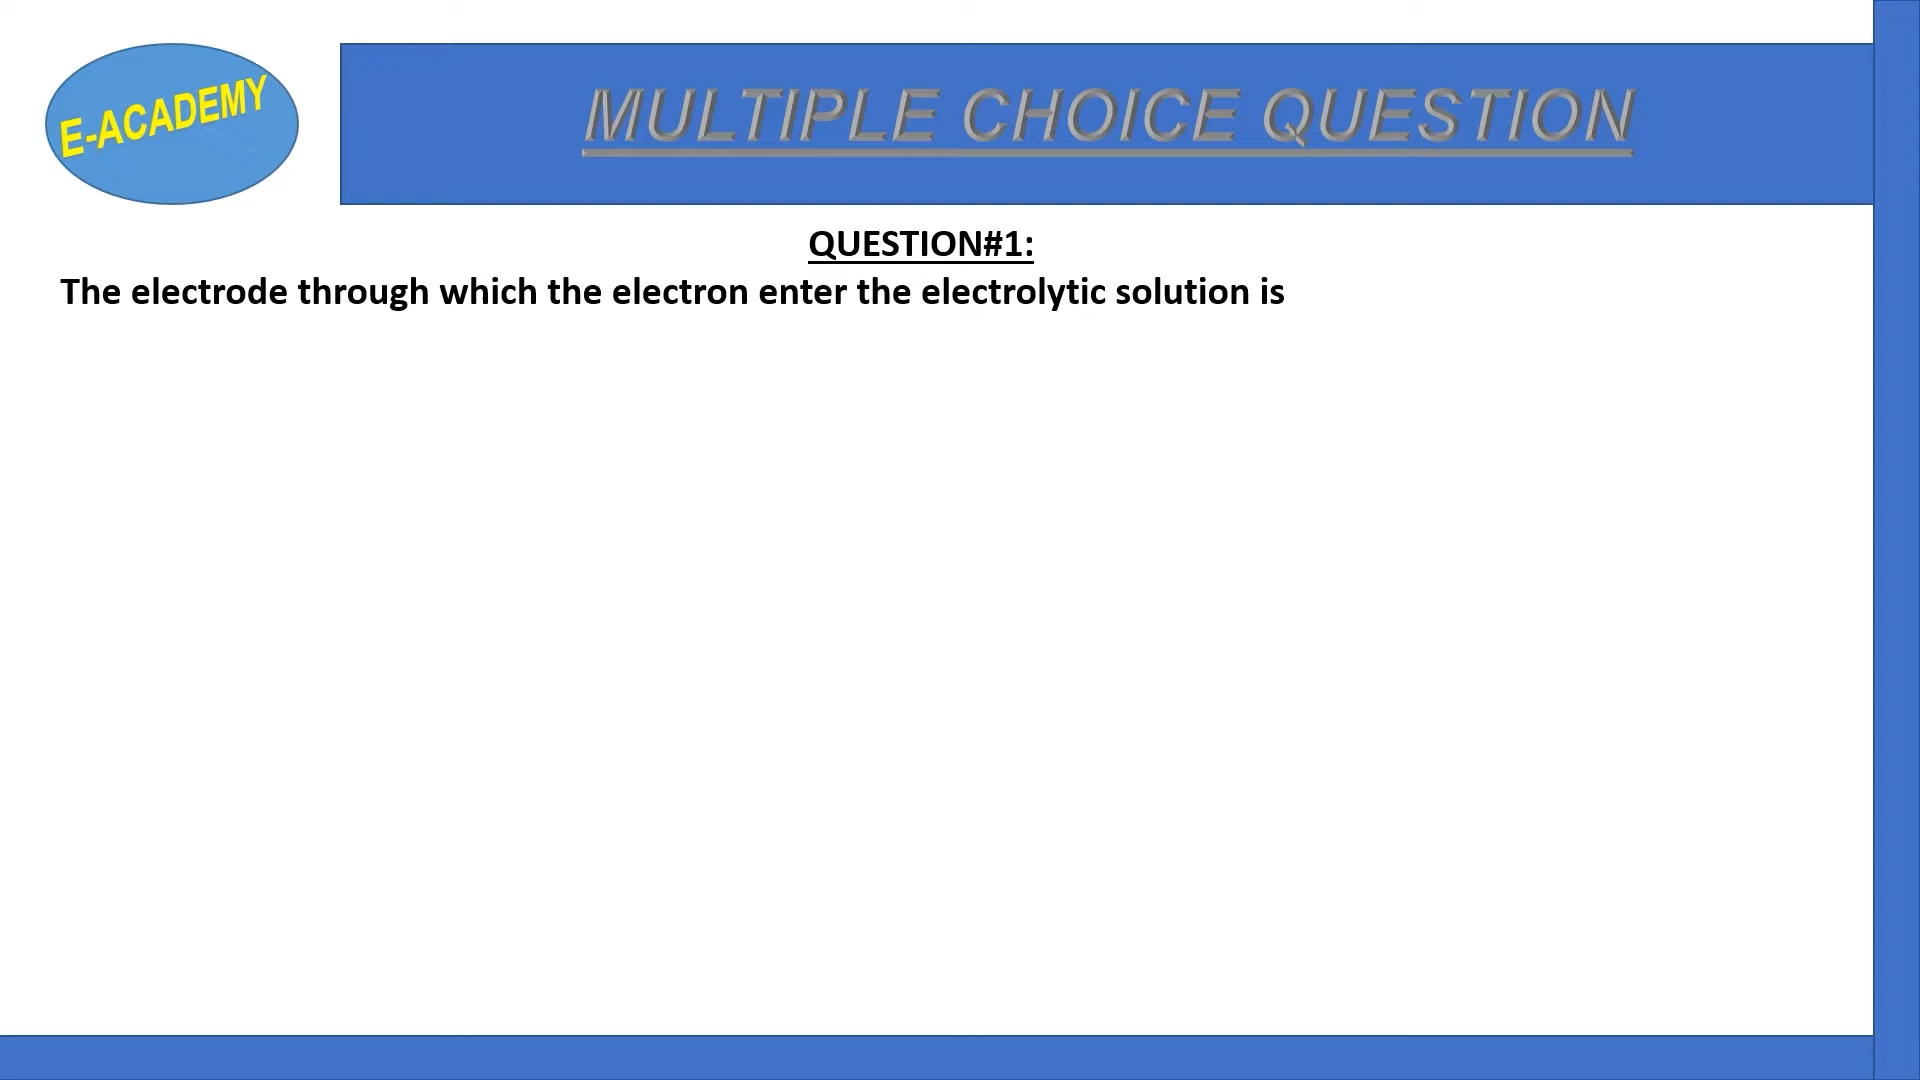 E-ACADEMY
MULTIPLE CHOICE QUESTION
QUESTION#1:
The electrode through which the electron enter the electrolytic solution is